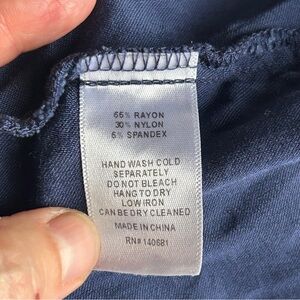 65% RAYON
30% NYLON
5% SPANDEX
HAND WASH COLD
SEPARATELY
DO NOT BLEACH
HANG TO DRY
LOW IRON
CAN BE DRY CLEANED
MADE IN CHINA
RN# 140681